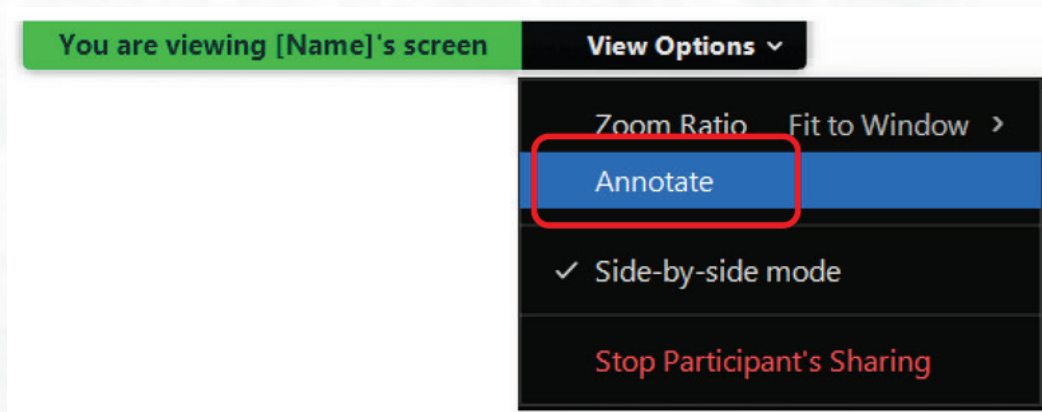 You are viewing [Name]'s screen View Options
Zoom Ratio Fit to Window
Annotate
Side-by-side mode
Stop Participant's Sharing